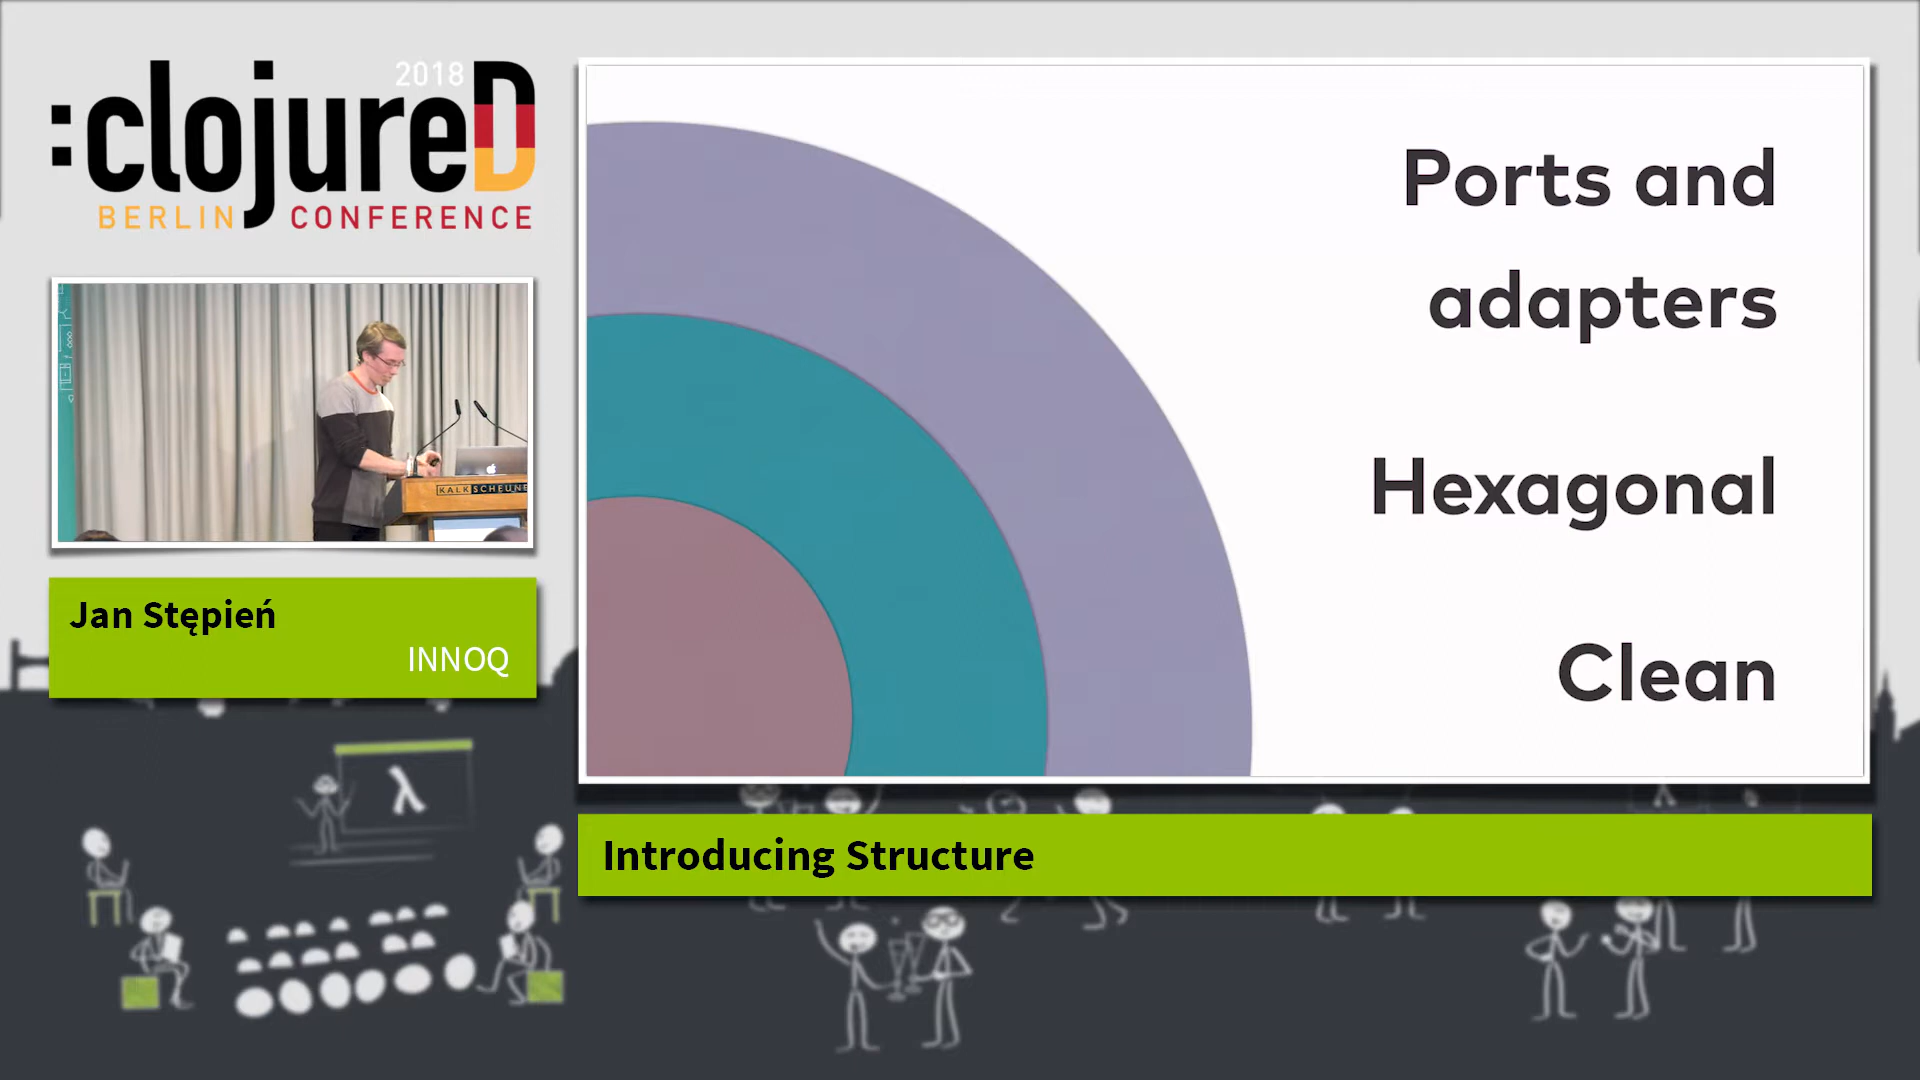 2018
:clojureD
BERLIN CONFERENCE
KALKSCHEUNE
Jan Stępień
INNOQ
Ports and
adapters
Hexagonal
Clean
Introducing Structure
λ